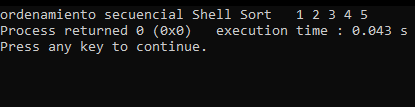 ordenamiento secuencial Shell Sort   1 2 3 4 5
Process returned 0 (0x0)   execution time : 0.043 s
Press any key to continue.